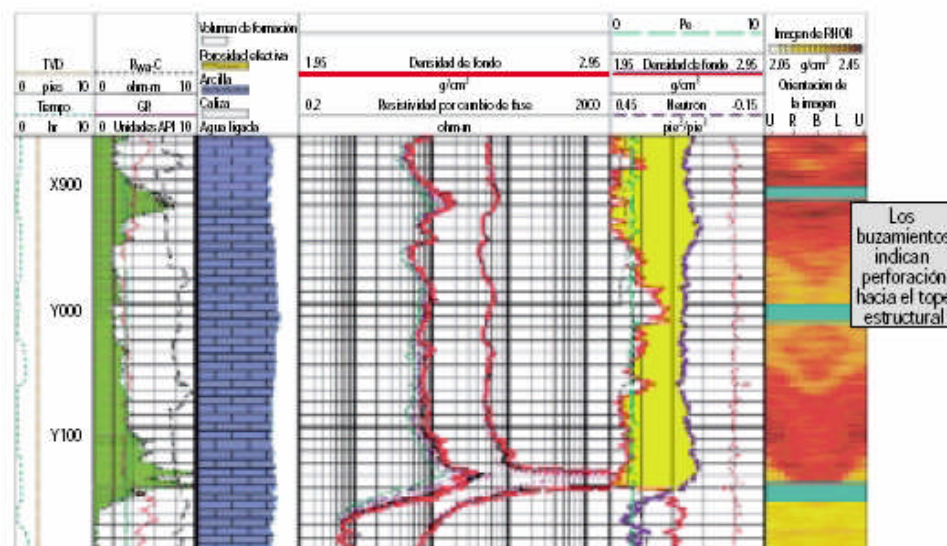 TVD
0 pies 10
Tiempo
0 hr 10
Rwa-C
0 ohm-m 10
GR
0 Unidades API 10
Volumen de formación
Porosidad efectiva
Arcilla
Caliza
Agua ligada
1.95 Densidad de fondo 2.95
g/cm³
0.2 Resistividad por cambio de fase 2000
ohm-m
0 Pe 10
1.95 Densidad de fondo 2.95
g/cm³
0.45 Neutrón -0.15
pie³/pie³
Imagen de RHOB
2.05 g/cm³ 2.45
Orientación de
la imagen
U R B L U
X900
Y000
Y100
Los
buzamientos
indican
perforación
hacia el tope
estructural